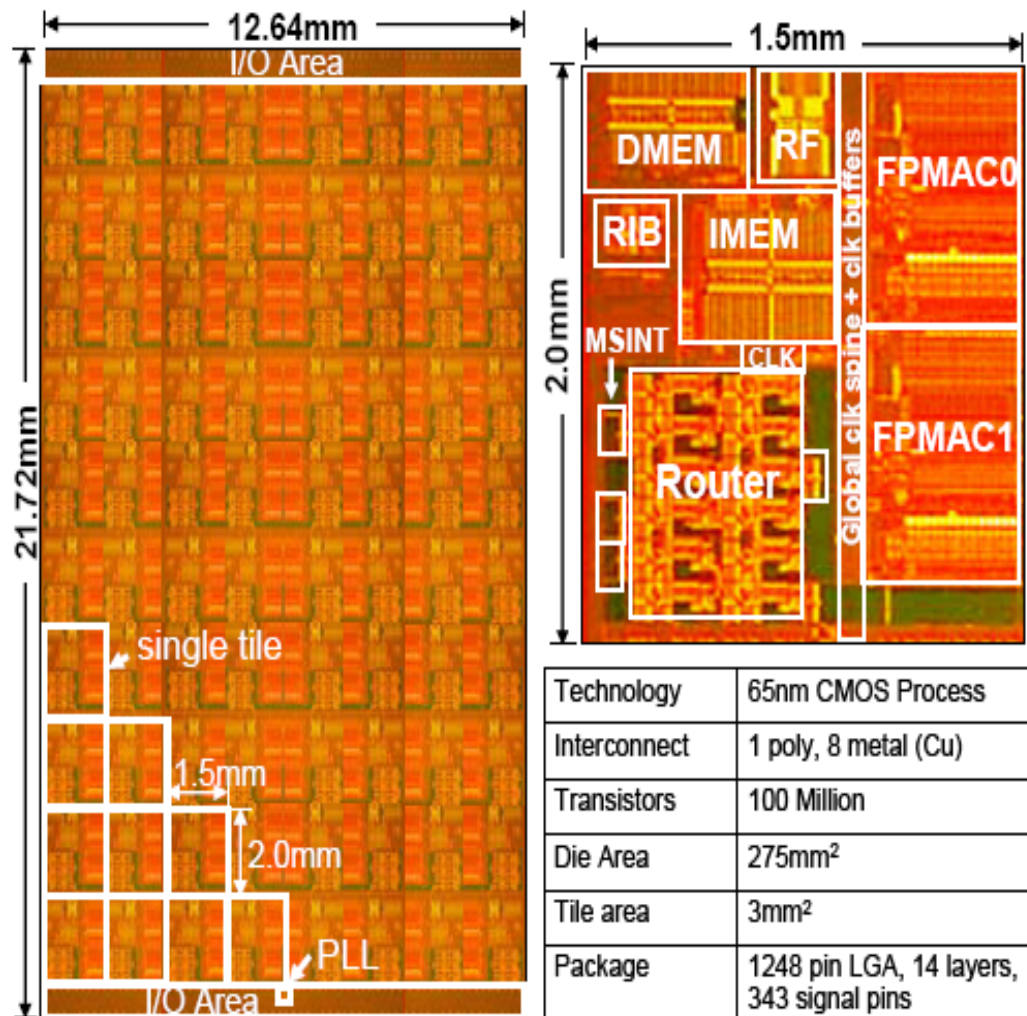 12.64mm
I/O Area
21.72mm
single tile
1.5mm
2.0mm
PLL
I/O Area
1.5mm
2.0mm
DMEM
RF
FPMAC0
RIB
IMEM
MSINT
CLK
Global clk spine + clk buffers
Router
FPMAC1
Technology 65nm CMOS Process
Interconnect 1 poly, 8 metal (Cu)
Transistors 100 Million
Die Area 275mm²
Tile area 3mm²
Package 1248 pin LGA, 14 layers,
343 signal pins